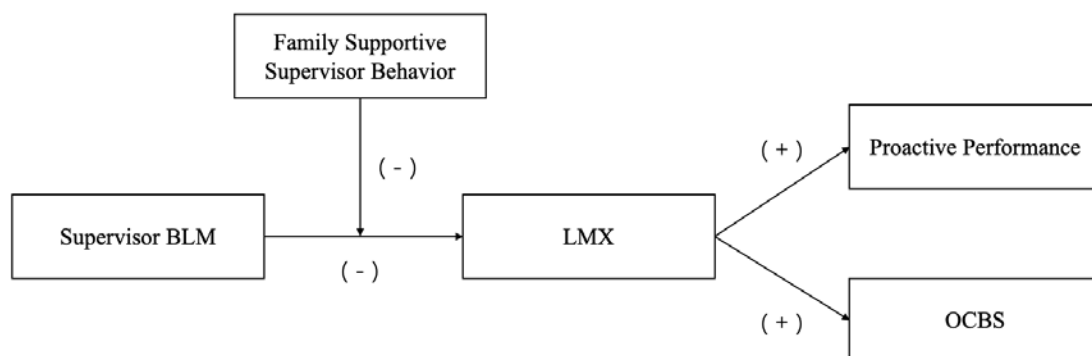 Family Supportive
Supervisor Behavior
( + )
Proactive Performance
( - )
Supervisor BLM
LMX
( - )
( + )
OCBS